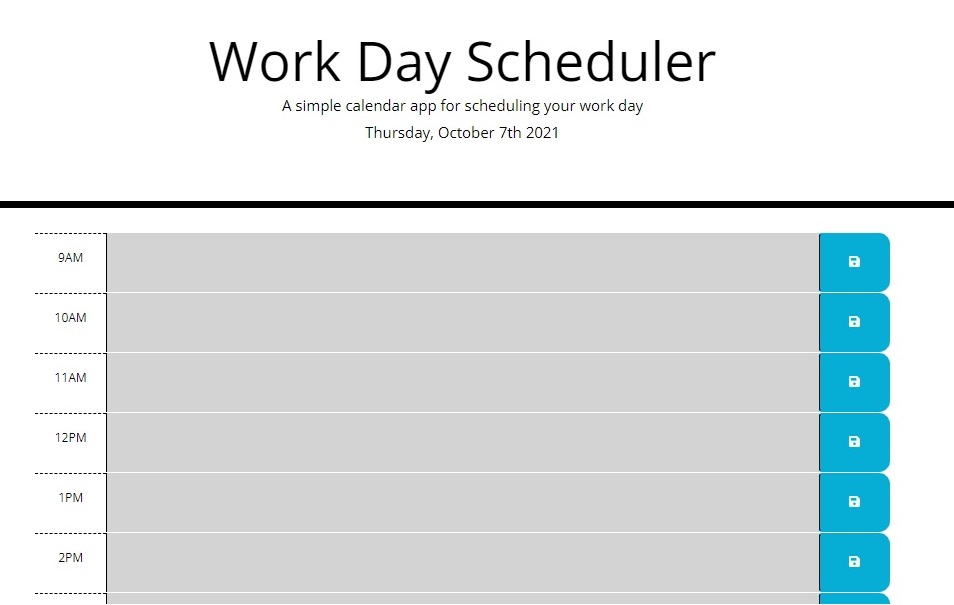 Work Day Scheduler
A simple calendar app for scheduling your work day
Thursday, October 7th 2021
9AM
10AM
11AM
12PM
1PM
2PM